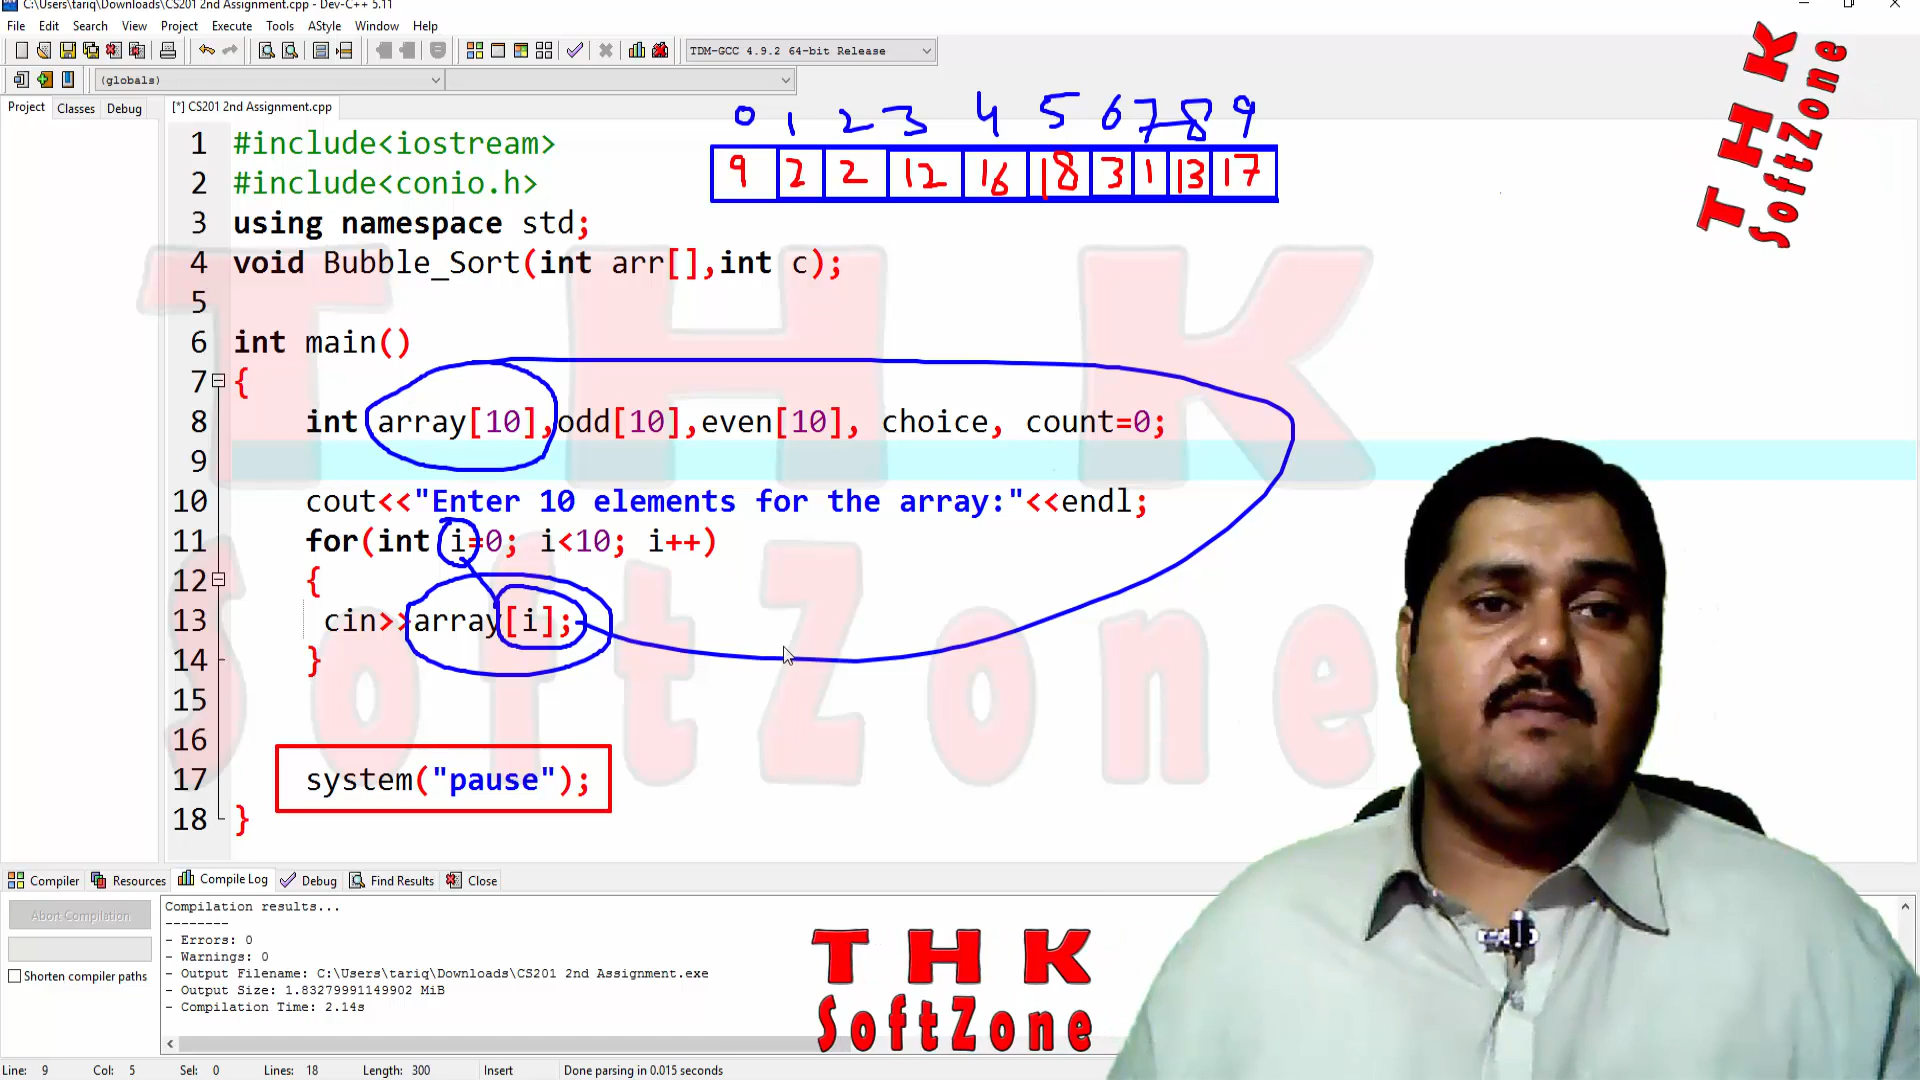 C:\Users\tariq\Downloads\CS201 2nd Assignment.cpp - Dev-C++ 5.11
File Edit Search View Project Execute Tools AStyle Window Help
TDM-GCC 4.9.2 64-bit Release
(globals)
Project Classes Debug
[*] CS201 2nd Assignment.cpp
0 1 2 3 4 5 6 7 8 9
9 2 2 12 16 18 3 1 13 17
THK
SoftZone
1 #include<iostream>
2 #include<conio.h>
3 using namespace std;
4 void Bubble_Sort(int arr[],int c);
5
6 int main()
7 {
8 int array[10],odd[10],even[10], choice, count=0;
9
10 cout<<"Enter 10 elements for the array:"<<endl;
11 for(int i=0; i<10; i++)
12 {
13 cin>>array[i];
14 }
15
16
17 system("pause");
18 }
THK
SoftZone
Compiler Resources Compile Log Debug Find Results Close
Abort Compilation
Shorten compiler paths
Compilation results...
--------
- Errors: 0
- Warnings: 0
- Output Filename: C:\Users\tariq\Downloads\CS201 2nd Assignment.exe
- Output Size: 1.83279991149902 MiB
- Compilation Time: 2.14s
THK
SoftZone
Line: 9 Col: 5 Sel: 0 Lines: 18 Length: 300 Insert Done parsing in 0.015 seconds